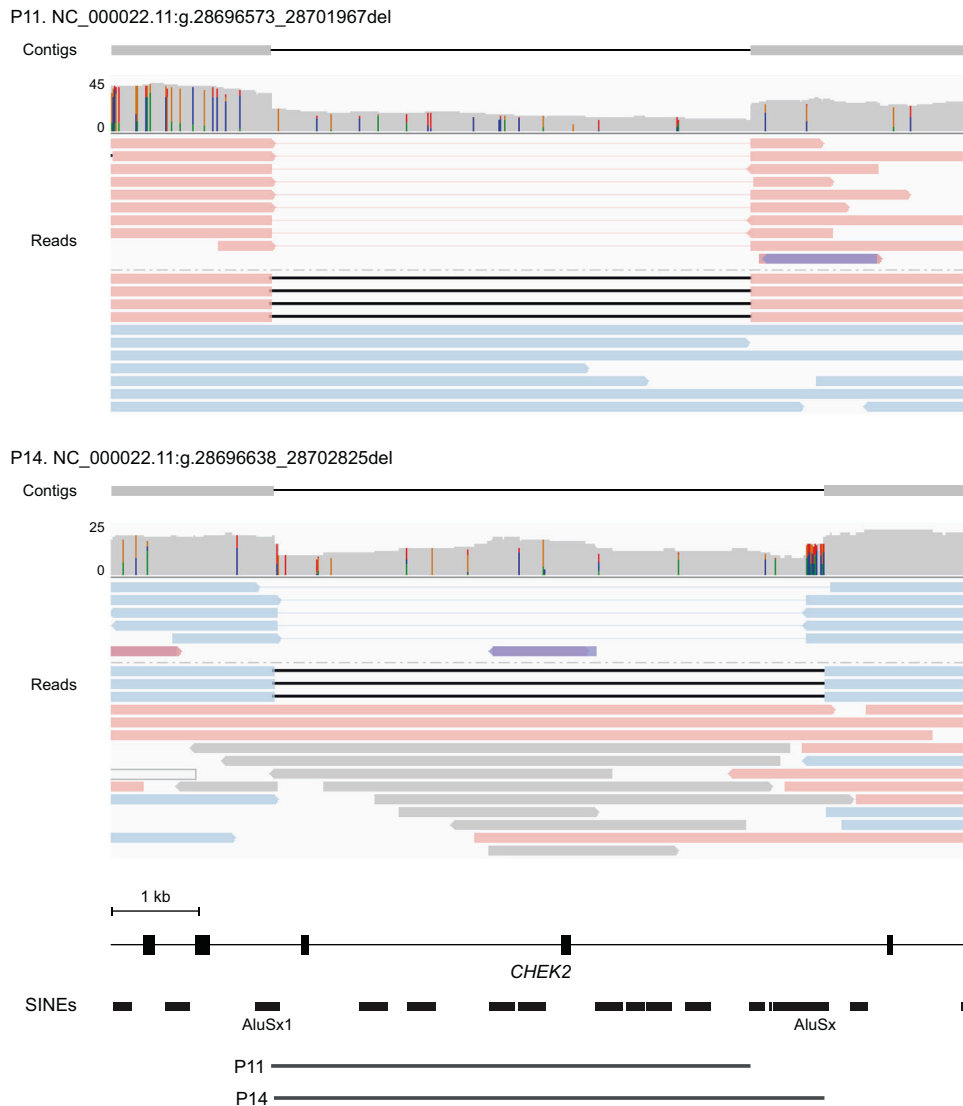 P11. NC_000022.11:g.28696573_28701967del
Contigs
45
0
Reads
P14. NC_000022.11:g.28696638_28702825del
Contigs
25
0
Reads
1 kb
CHEK2
SINEs
AluSx1 AluSx
P11
P14